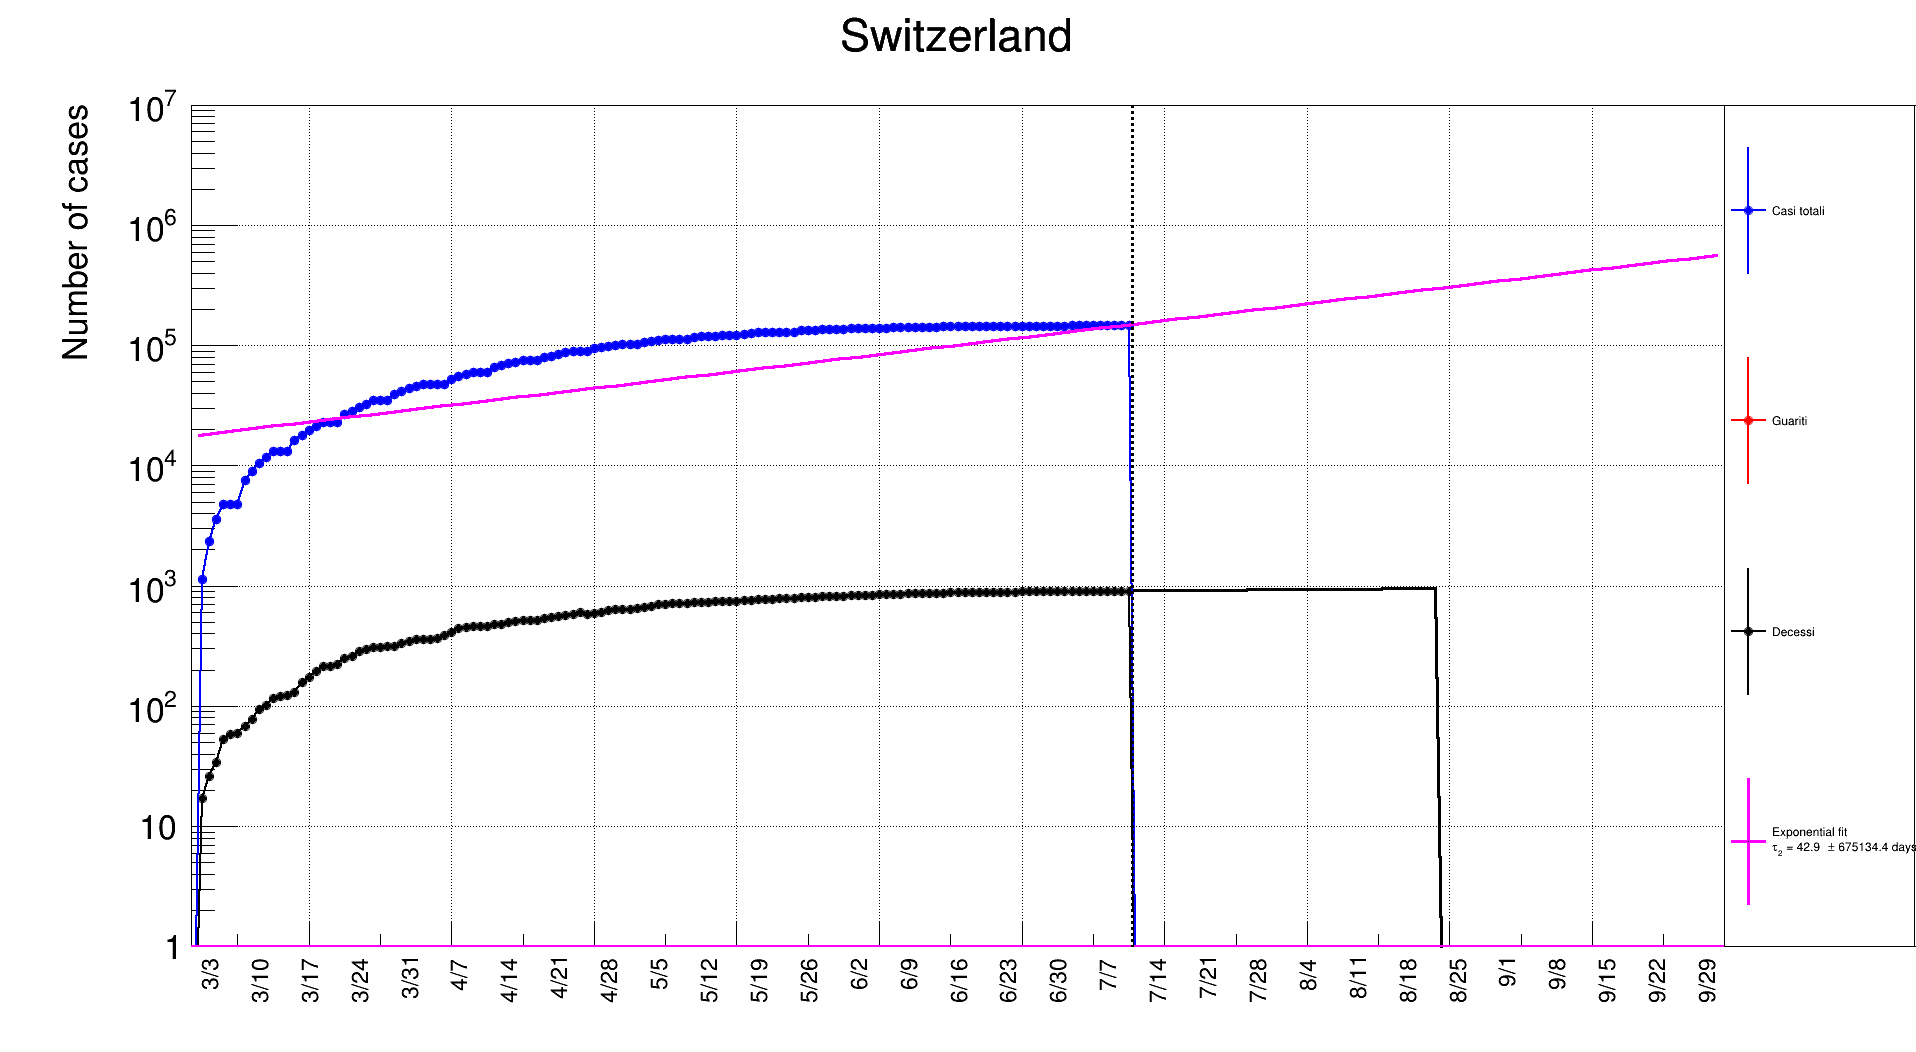 Switzerland
Number of cases
10^7
10^6
10^5
10^4
10^3
10^2
10
1
3/3 3/10 3/17 3/24 3/31 4/7 4/14 4/21 4/28 5/5 5/12 5/19 5/26 6/2 6/9 6/16 6/23 6/30 7/7 7/14 7/21 7/28 8/4 8/11 8/18 8/25 9/1 9/8 9/15 9/22 9/29
Casi totali
Guariti
Decessi
Exponential fit
τ₂ = 42.9 ± 675134.4 days